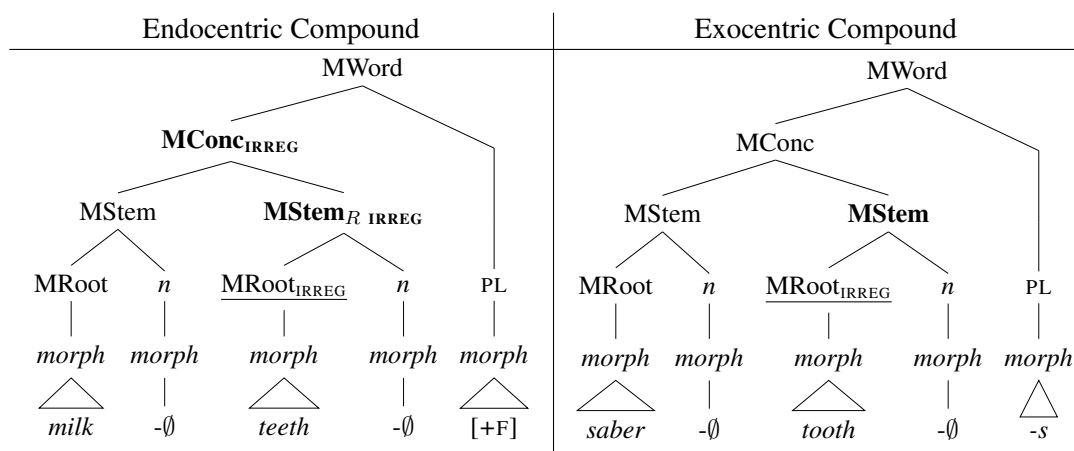 Endocentric Compound Exocentric Compound
MWord MWord
MConcIRREG MConc
MStem MStemR IRREG MStem MStem
MRoot n MRootIRREG n PL MRoot n MRootIRREG n PL
morph morph morph morph morph morph morph morph morph morph
milk -∅ teeth -∅ [+F] saber -∅ tooth -∅ -s